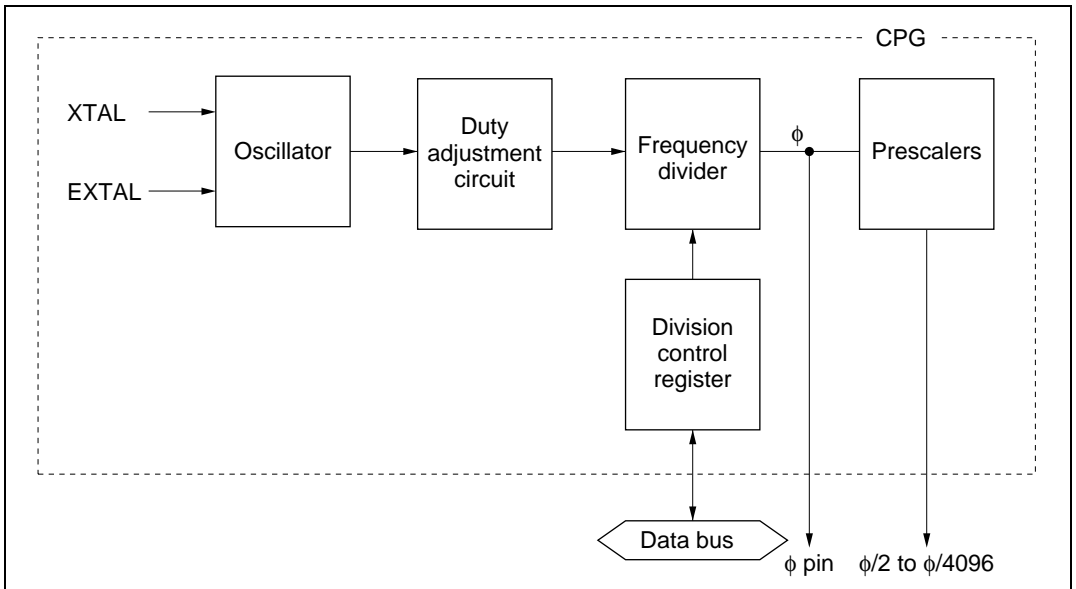 CPG
XTAL
EXTAL
Oscillator
Duty
adjustment
circuit
Frequency
divider
ϕ
Prescalers
Division
control
register
Data bus
ϕ pin
ϕ/2 to ϕ/4096